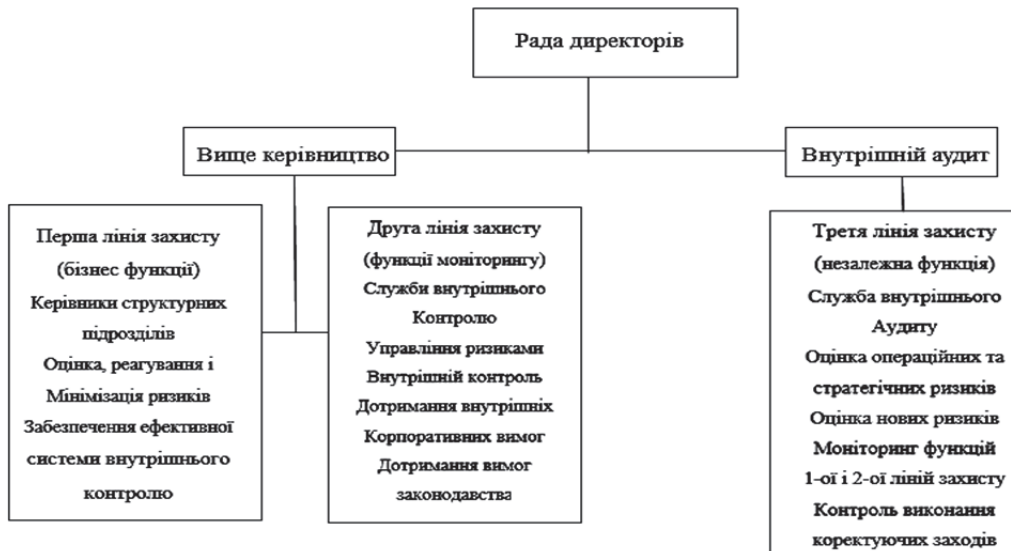 Рада директорів
Вище керівництво
Внутрішній аудит
Перша лінія захисту
(бізнес функції)
Керівники структурних
підрозділів
Оцінка, реагування і
Мінімізація ризиків
Забезпечення ефективної
системи внутрішнього
контролю
Друга лінія захисту
(функції моніторингу)
Служби внутрішнього
Контролю
Управління ризиками
Внутрішній контроль
Дотримання внутрішніх
Корпоративних вимог
Дотримання вимог
законодавства
Третя лінія захисту
(незалежна функція)
Служба внутрішнього
Аудиту
Оцінка операційних та
стратегічних ризиків
Оцінка нових ризиків
Моніторинг функцій
1-ої і 2-ої ліній захисту
Контроль виконання
коректуючих заходів